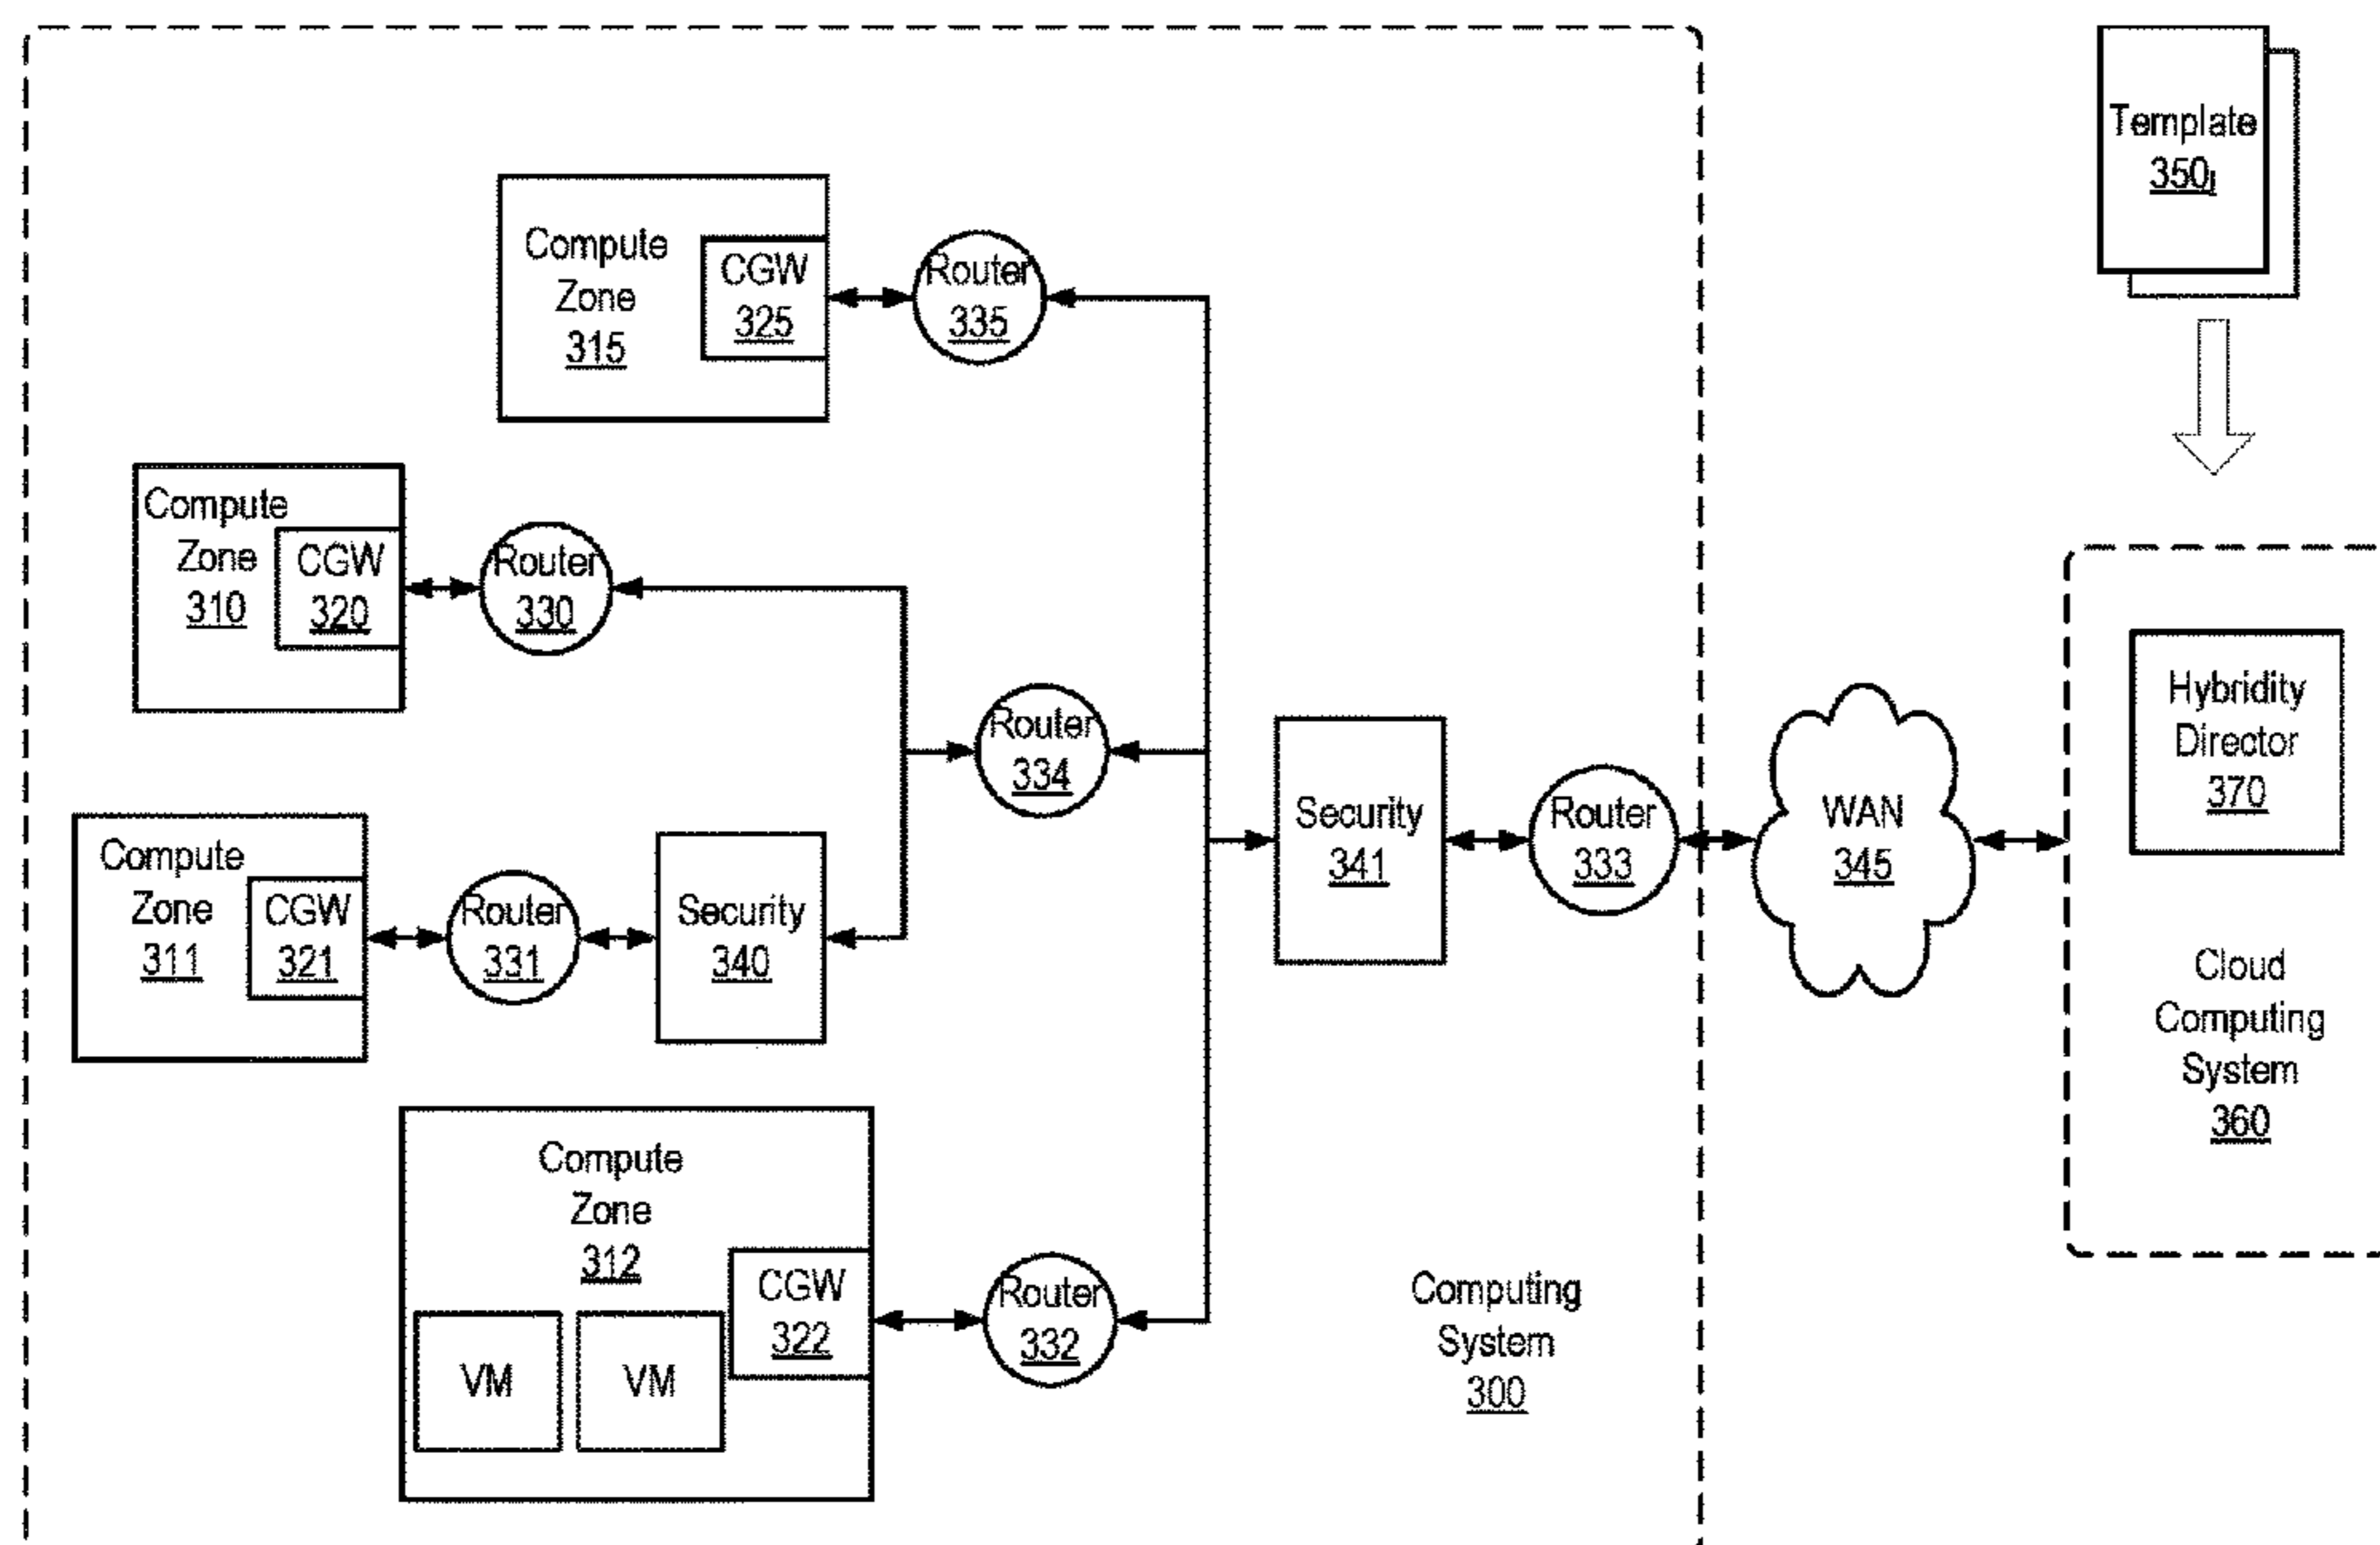 Template
350j
Compute
Zone
315
CGW
325
Router
335
Compute
Zone
310
CGW
320
Router
330
Router
334
Security
341
Router
333
WAN
345
Hybridity
Director
370
Cloud
Computing
System
360
Compute
Zone
311
CGW
321
Router
331
Security
340
Compute
Zone
312
VM
VM
CGW
322
Router
332
Computing
System
300